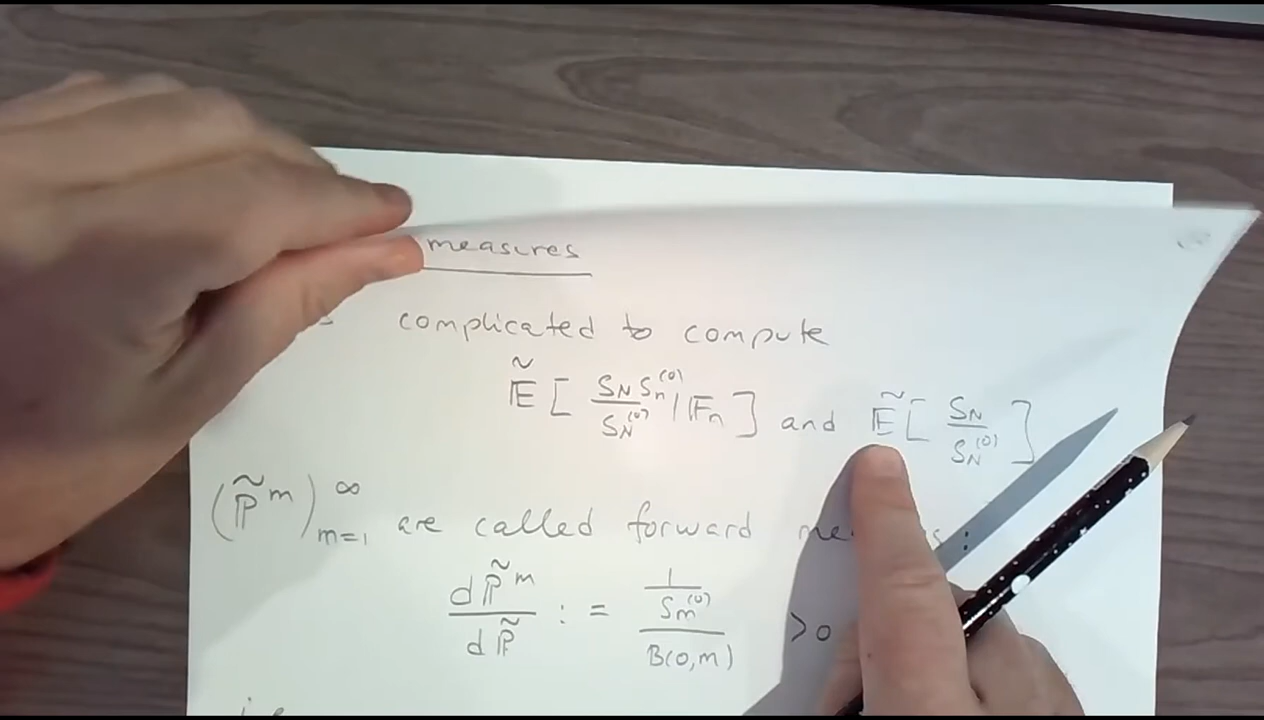 measures
complicated to compute
Ẽ [ S_N S_n^(0) / S_N^(0) | F_n ] and Ẽ [ S_N / S_N^(0) ]
(P̃^m)_{m=1}^∞ are called forward
dP̃^m / dP̃ := (1 / S_m^(0)) / B(0,m) > 0